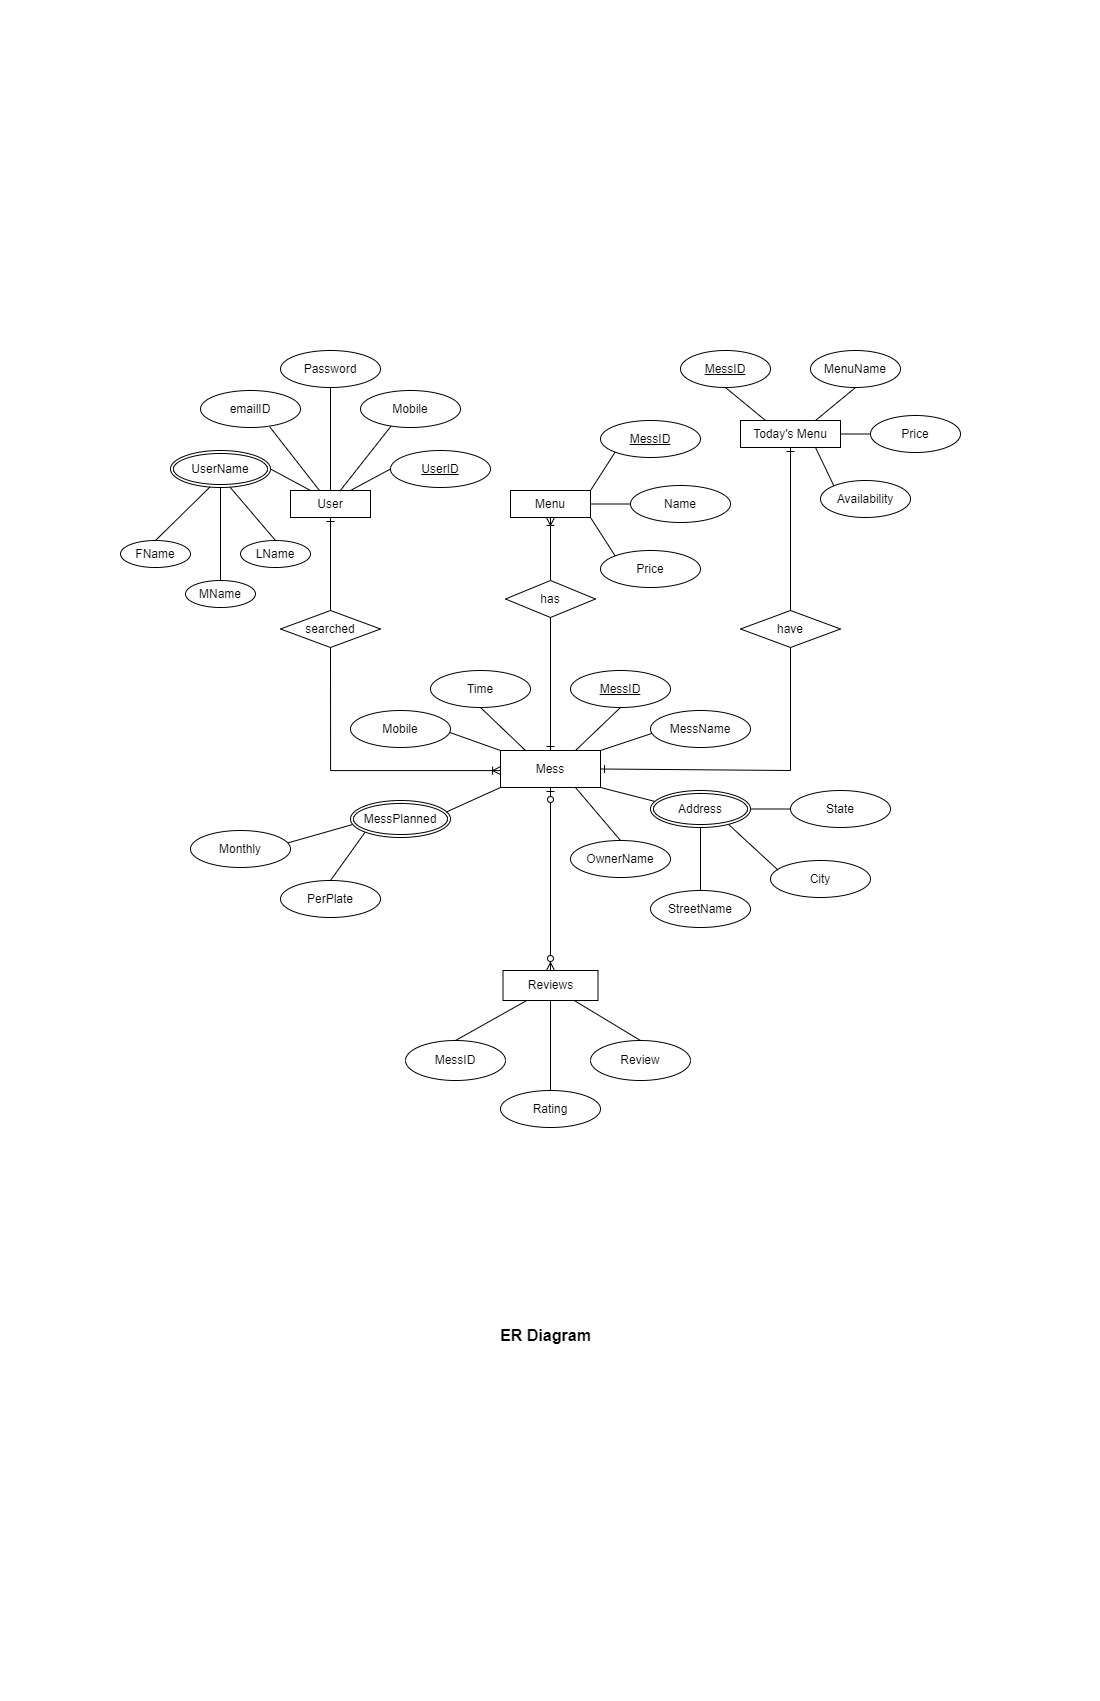 Password
MessID
MenuName
emailID
Mobile
Today's Menu
Price
MessID
UserName
UserID
Availability
User
Menu
Name
FName
LName
Price
MName
has
searched
have
Time
MessID
Mobile
MessName
Mess
MessPlanned
Address
State
Monthly
OwnerName
City
PerPlate
StreetName
Reviews
MessID
Review
Rating
ER Diagram